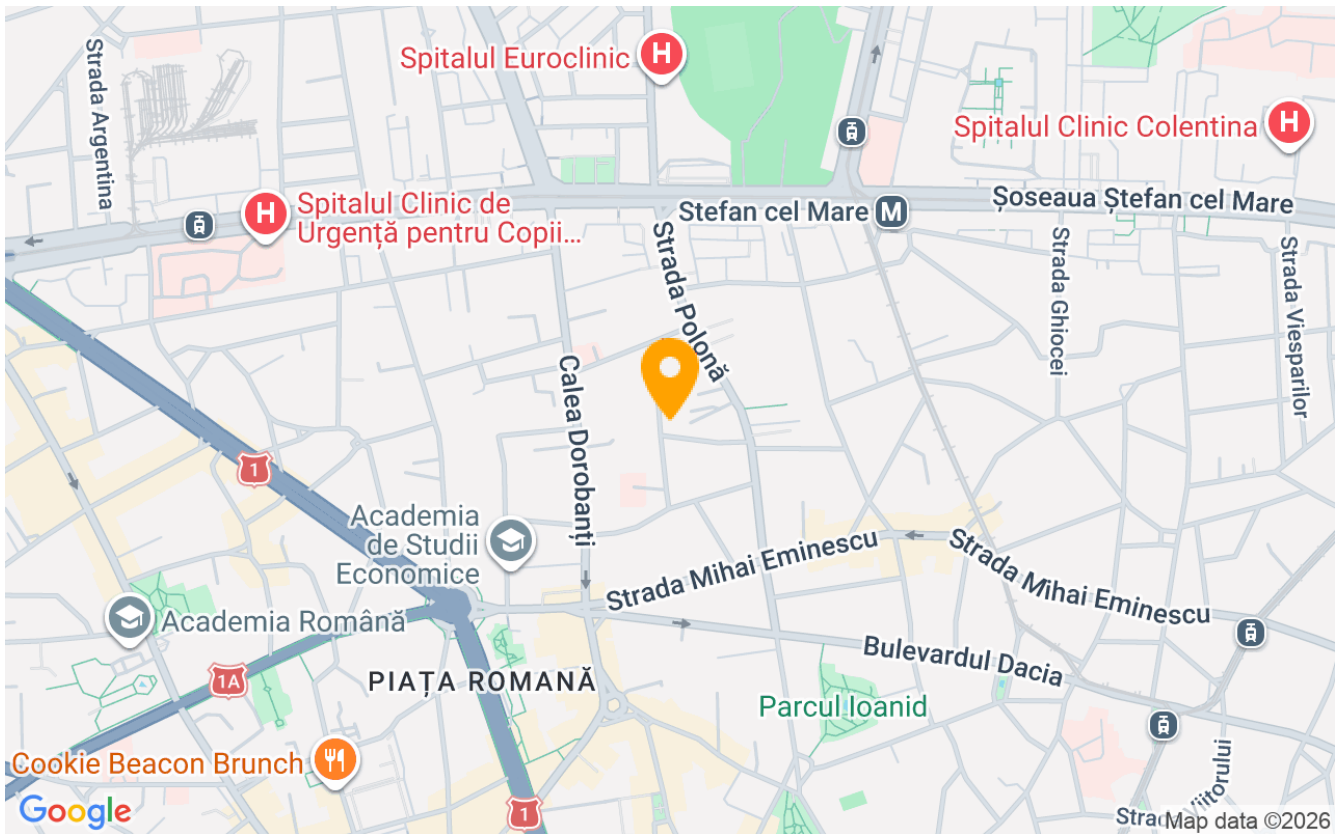 Strada Argentina
Spitalul Euroclinic
H
Spitalul Clinic Colentina
H
H
Spitalul Clinic de
Urgență pentru Copii...
Stefan cel Mare
M
Șoseaua Ștefan cel Mare
Strada Polonă
Strada Ghiocei
Strada Viesparilor
Calea Dorobanți
1
Academia
de Studii
Economice
Strada Mihai Eminescu
Strada Mihai Eminescu
Academia Română
1A
PIAȚA ROMANĂ
Bulevardul Dacia
Parcul Ioanid
Cookie Beacon Brunch
1
Google
Map data ©2026